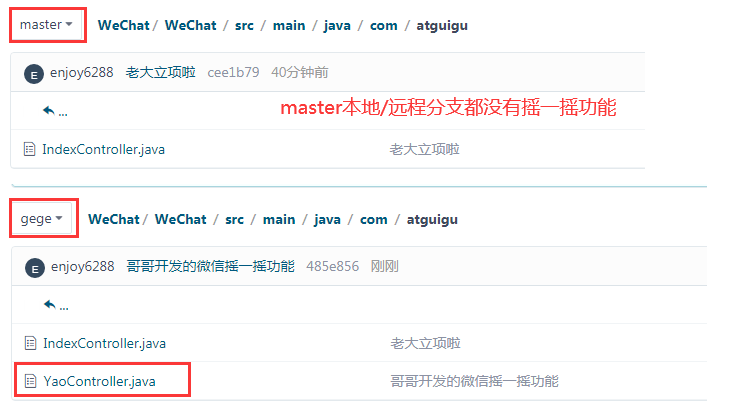 master WeChat / WeChat / src / main / java / com / atguigu
E enjoy6288 老大立项啦 cee1b79 40分钟前
...
master本地/远程分支都没有摇一摇功能
IndexController.java 老大立项啦
gege WeChat / WeChat / src / main / java / com / atguigu
E enjoy6288 哥哥开发的微信摇一摇功能 485e856 刚刚
...
IndexController.java 老大立项啦
YaoController.java 哥哥开发的微信摇一摇功能